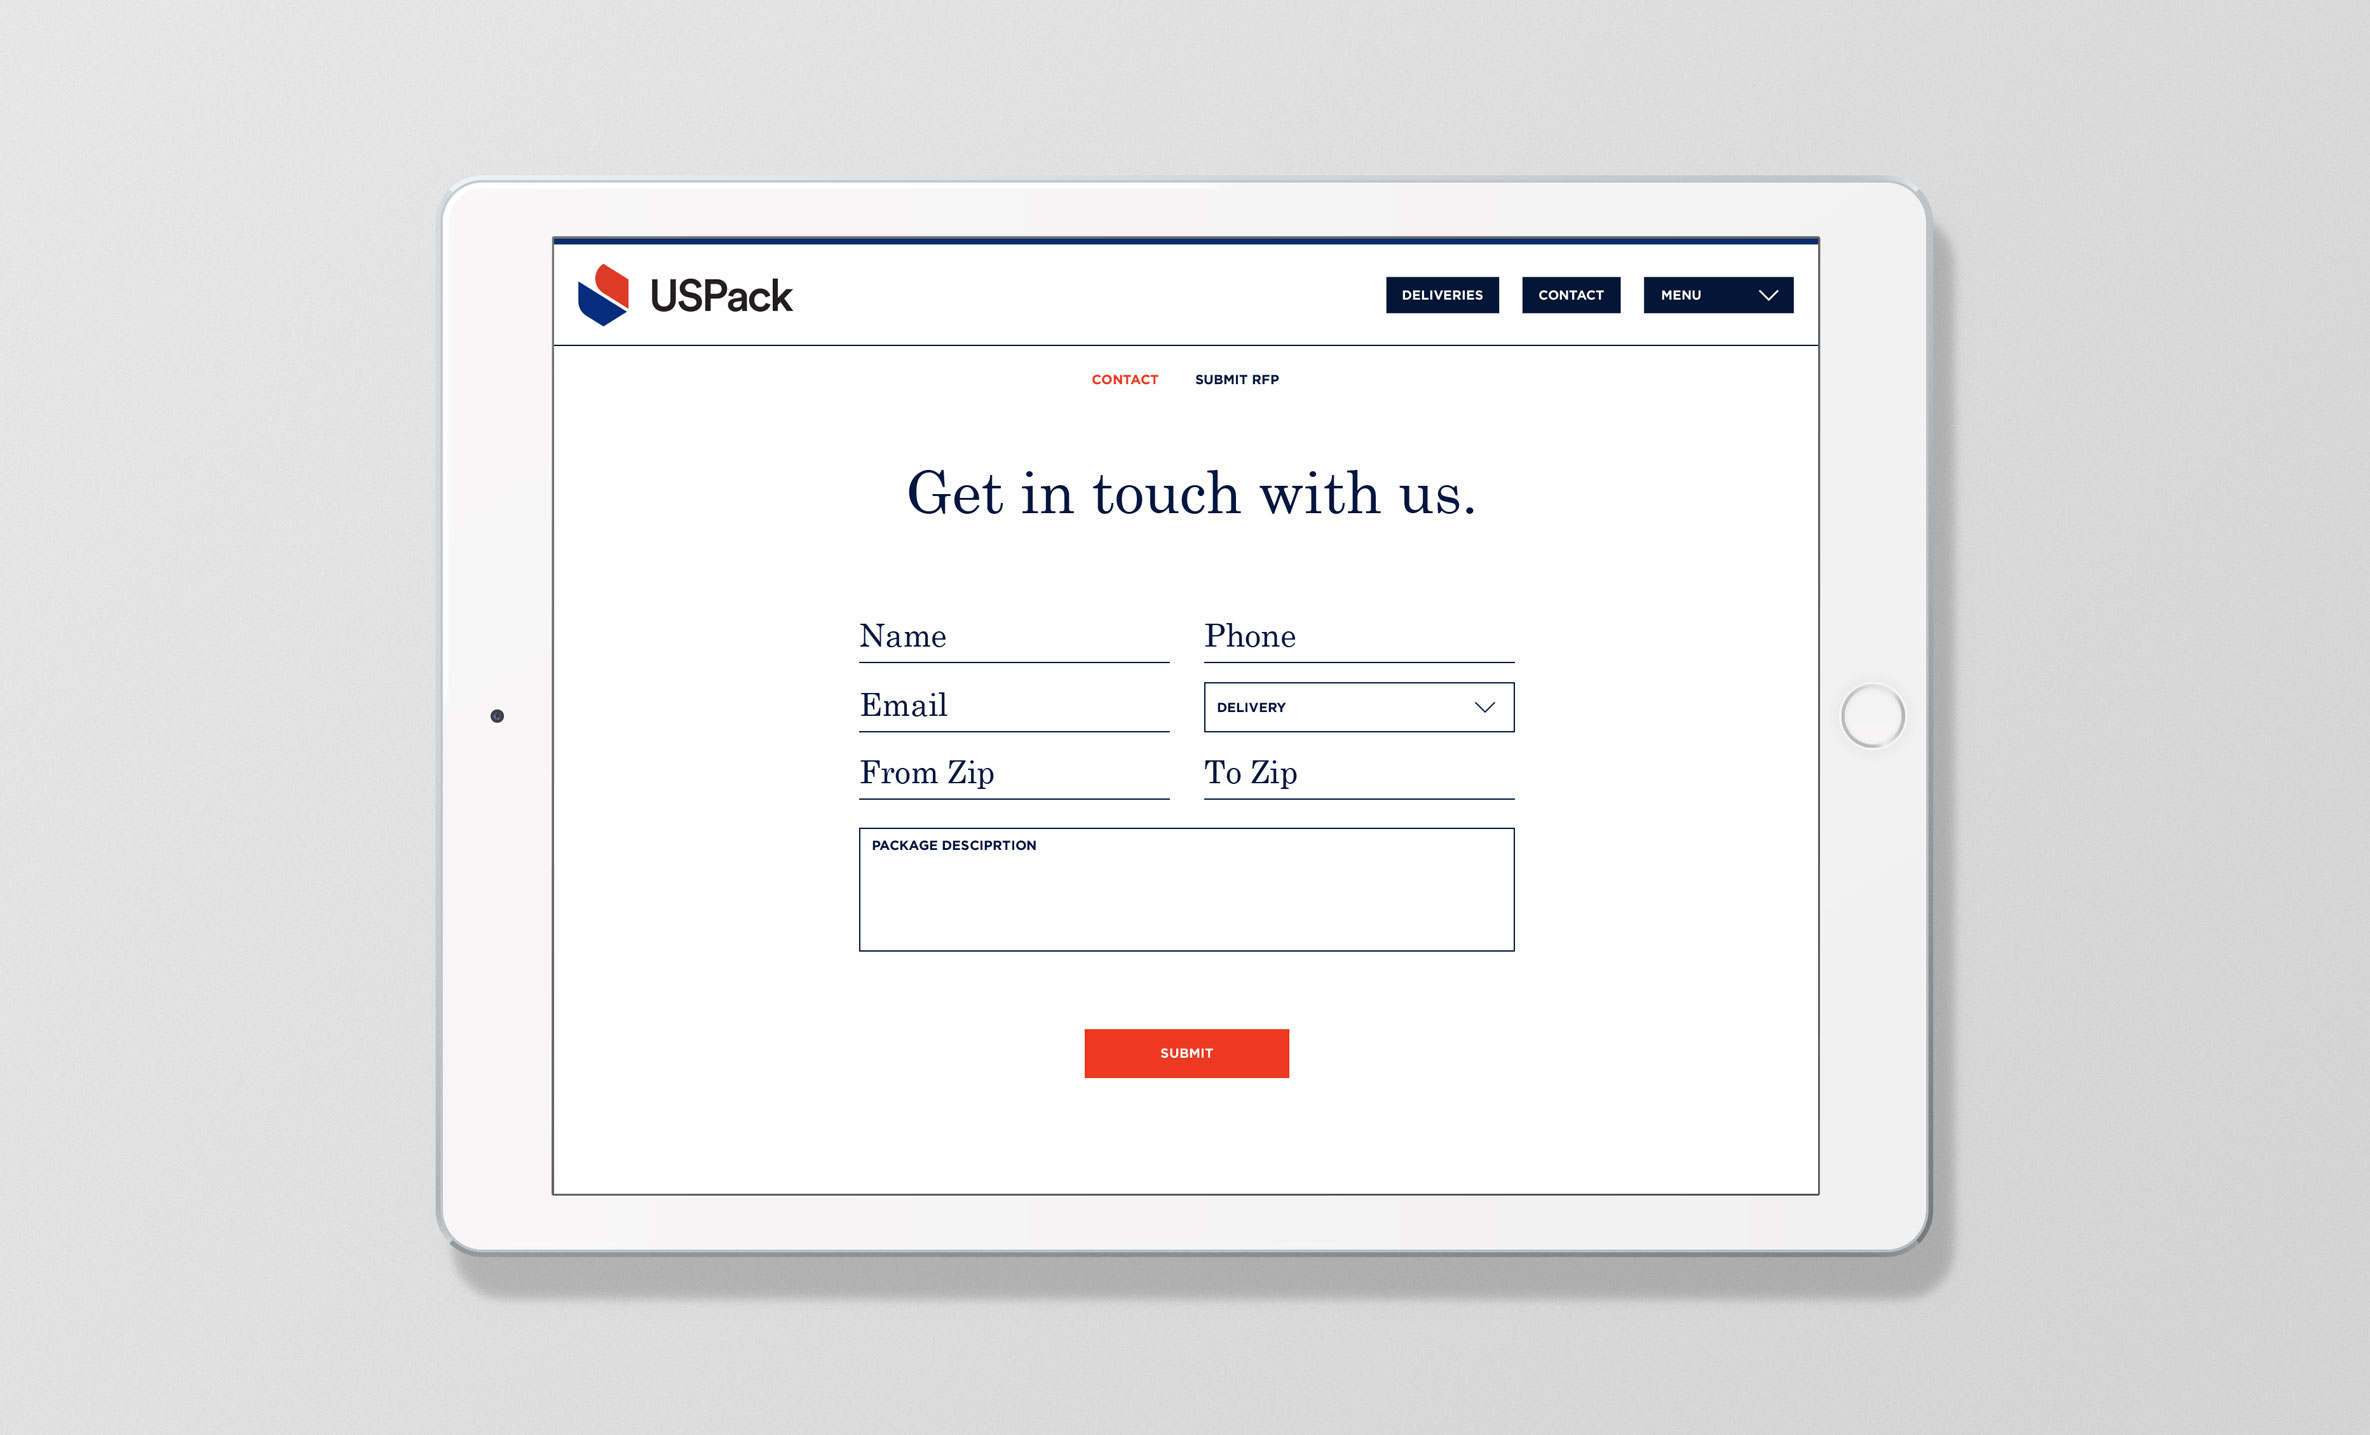 USPack
DELIVERIES CONTACT MENU
CONTACT SUBMIT RFP
Get in touch with us.
Name Phone
Email DELIVERY
From Zip To Zip
PACKAGE DESCIPRTION
SUBMIT